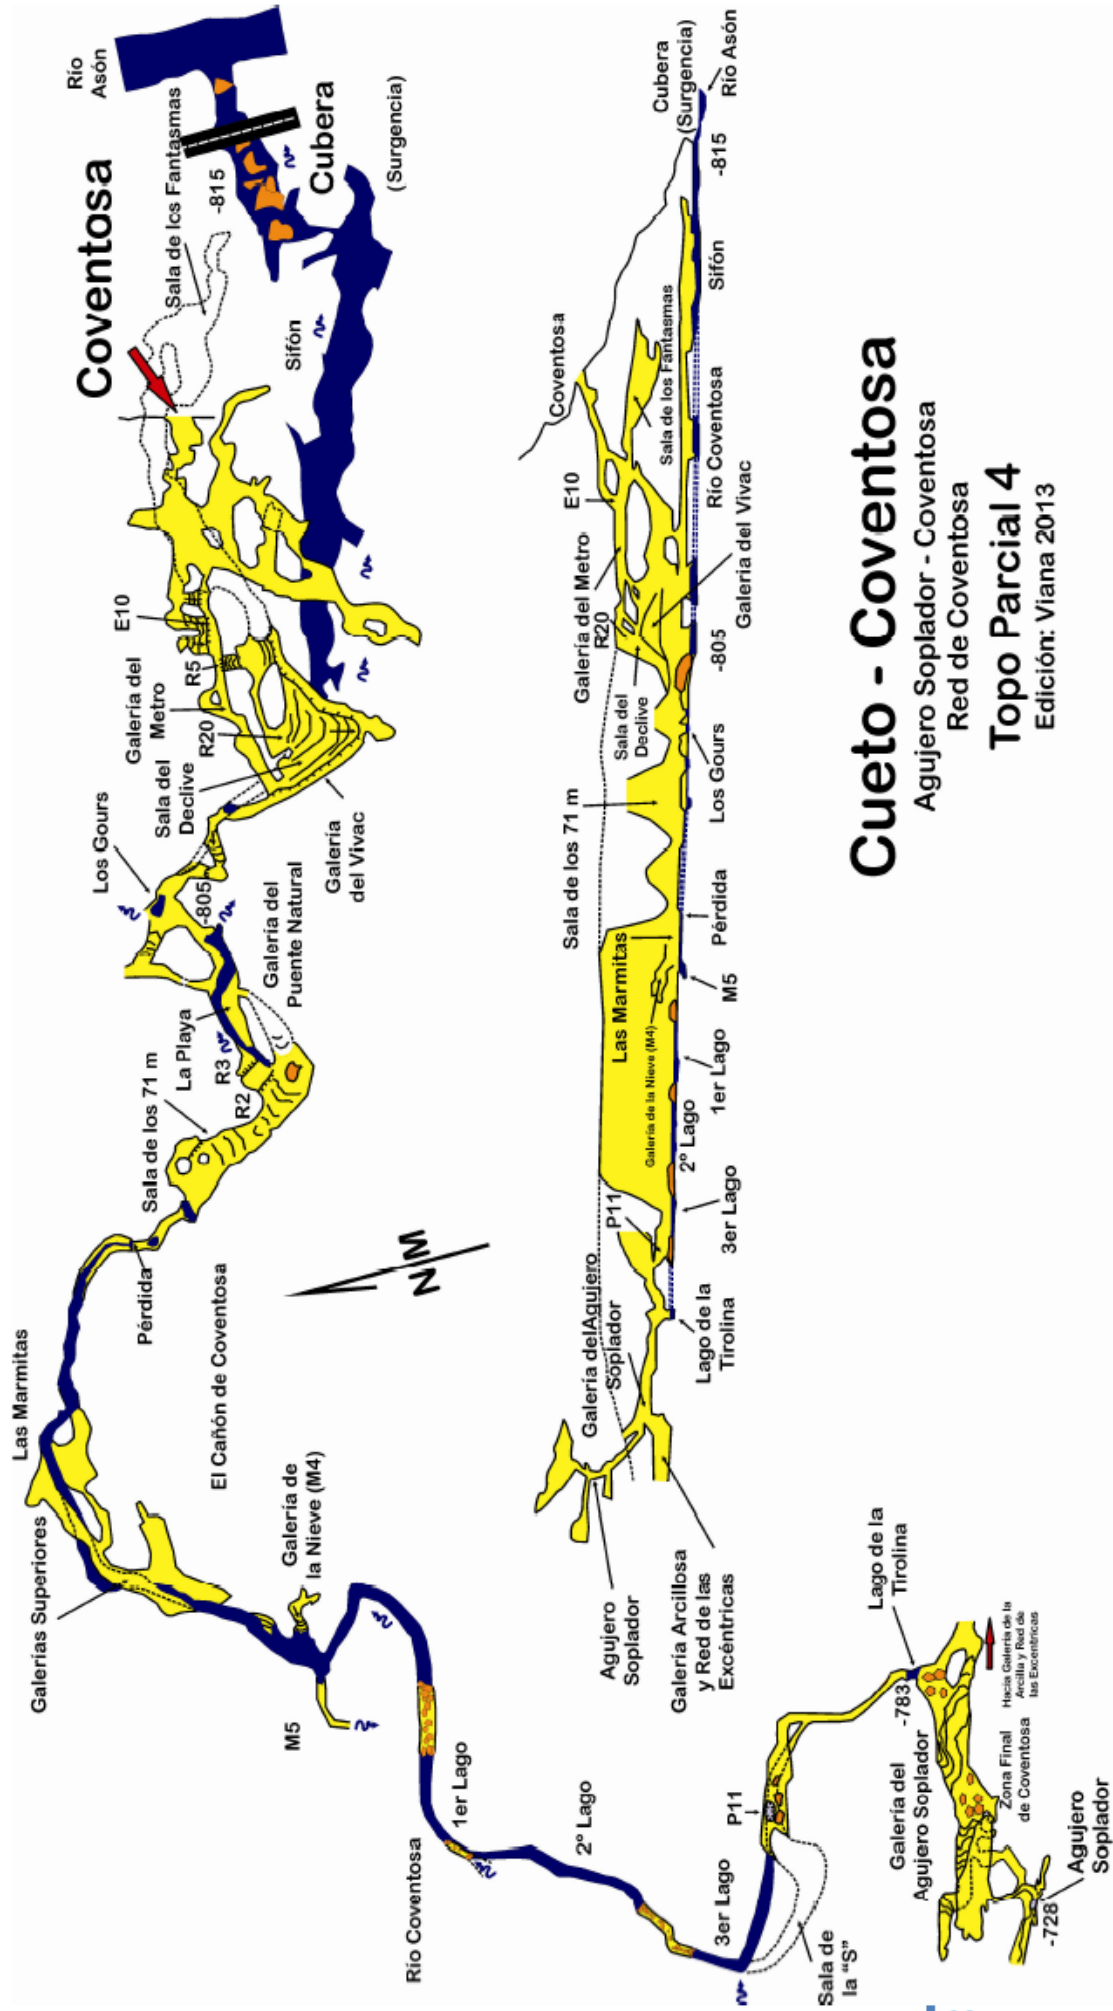 Río
Asón
Coventosa
Sala de los Fantasmas
-815
Cubera
(Surgencia)
Sifón
E10
R5
Galería del
Metro
R20
Sala del
Declive
Galería
del Vivac
Los Gours
-805
Galería del
Puente Natural
La Playa
R3
R2
Sala de los 71 m
Pérdida
El Cañón de Coventosa
NM
Las Marmitas
Galerías Superiores
Galería de
la Nieve (M4)
M5
1er Lago
Río Coventosa
2º Lago
3er Lago
P11
Sala de
la “S”
Lago de la
Tirolina
-783
Galería del
Agujero Soplador
Hacia Galería de la
Arcilla y Red de
las Excentricas
Zona Final
de Coventosa
-728
Agujero
Soplador
Cubera
(Surgencia)
Río Asón
-815
Coventosa
Sifón
Sala de los Fantasmas
E10
Río Coventosa
Galería del Metro
R20
Galería del Vivac
Sala del
Declive
-805
Sala de los 71 m
Los Gours
Pérdida
Las Marmitas
M5
Galería de la Nieve (M4)
1er Lago
2º Lago
3er Lago
P11
Galería del Agujero
Soplador
Lago de la
Tirolina
Agujero
Soplador
Galería Arcillosa
y Red de las
Excéntricas
Cueto - Coventosa
Agujero Soplador - Coventosa
Red de Coventosa
Topo Parcial 4
Edición: Viana 2013